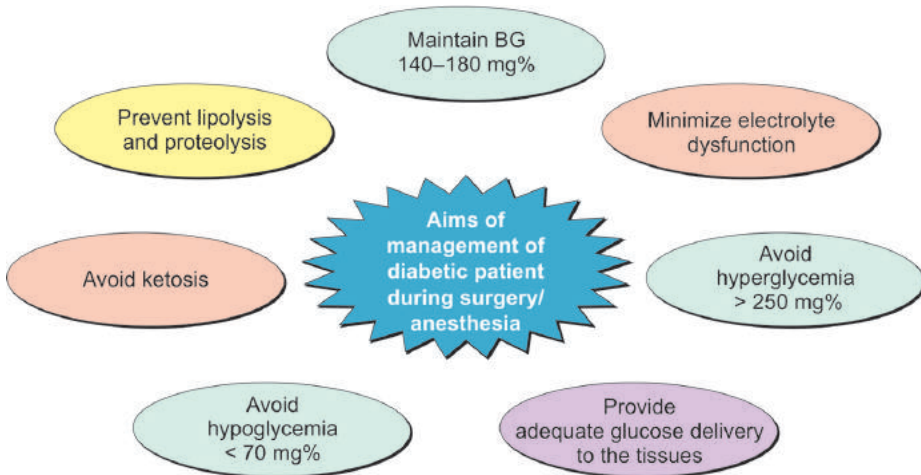 Maintain BG
140–180 mg%
Prevent lipolysis
and proteolysis
Minimize electrolyte
dysfunction
Aims of
management of
diabetic patient
during surgery/
anesthesia
Avoid ketosis
Avoid
hyperglycemia
> 250 mg%
Avoid
hypoglycemia
< 70 mg%
Provide
adequate glucose delivery
to the tissues